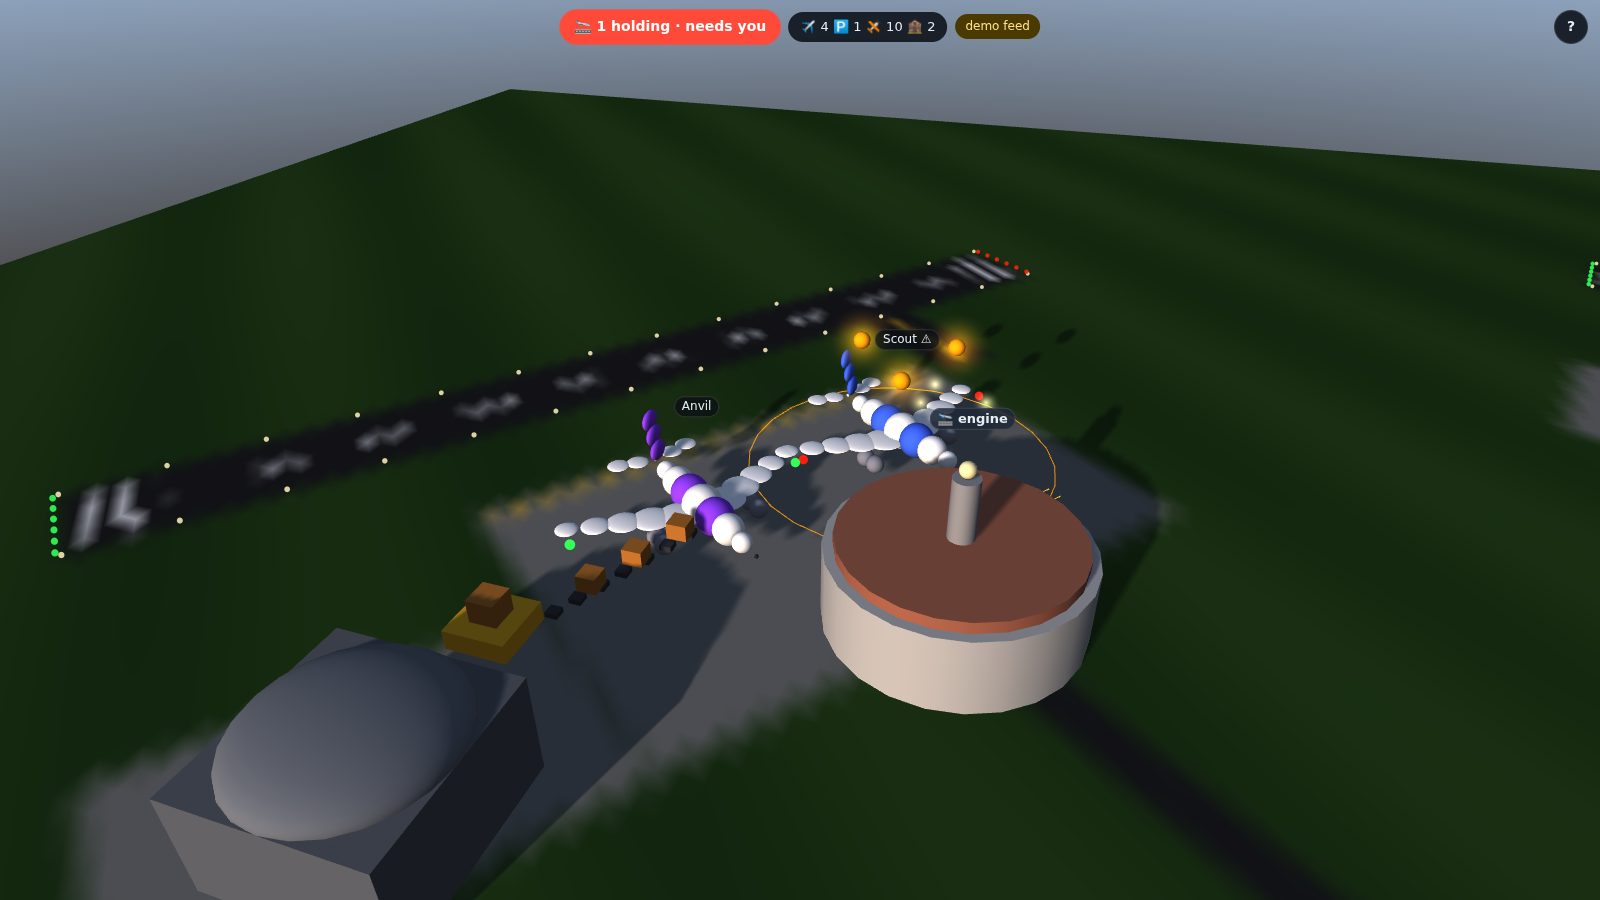 1 holding · needs you
4 1 10 2
demo feed
?
Scout ⚠
Anvil
engine